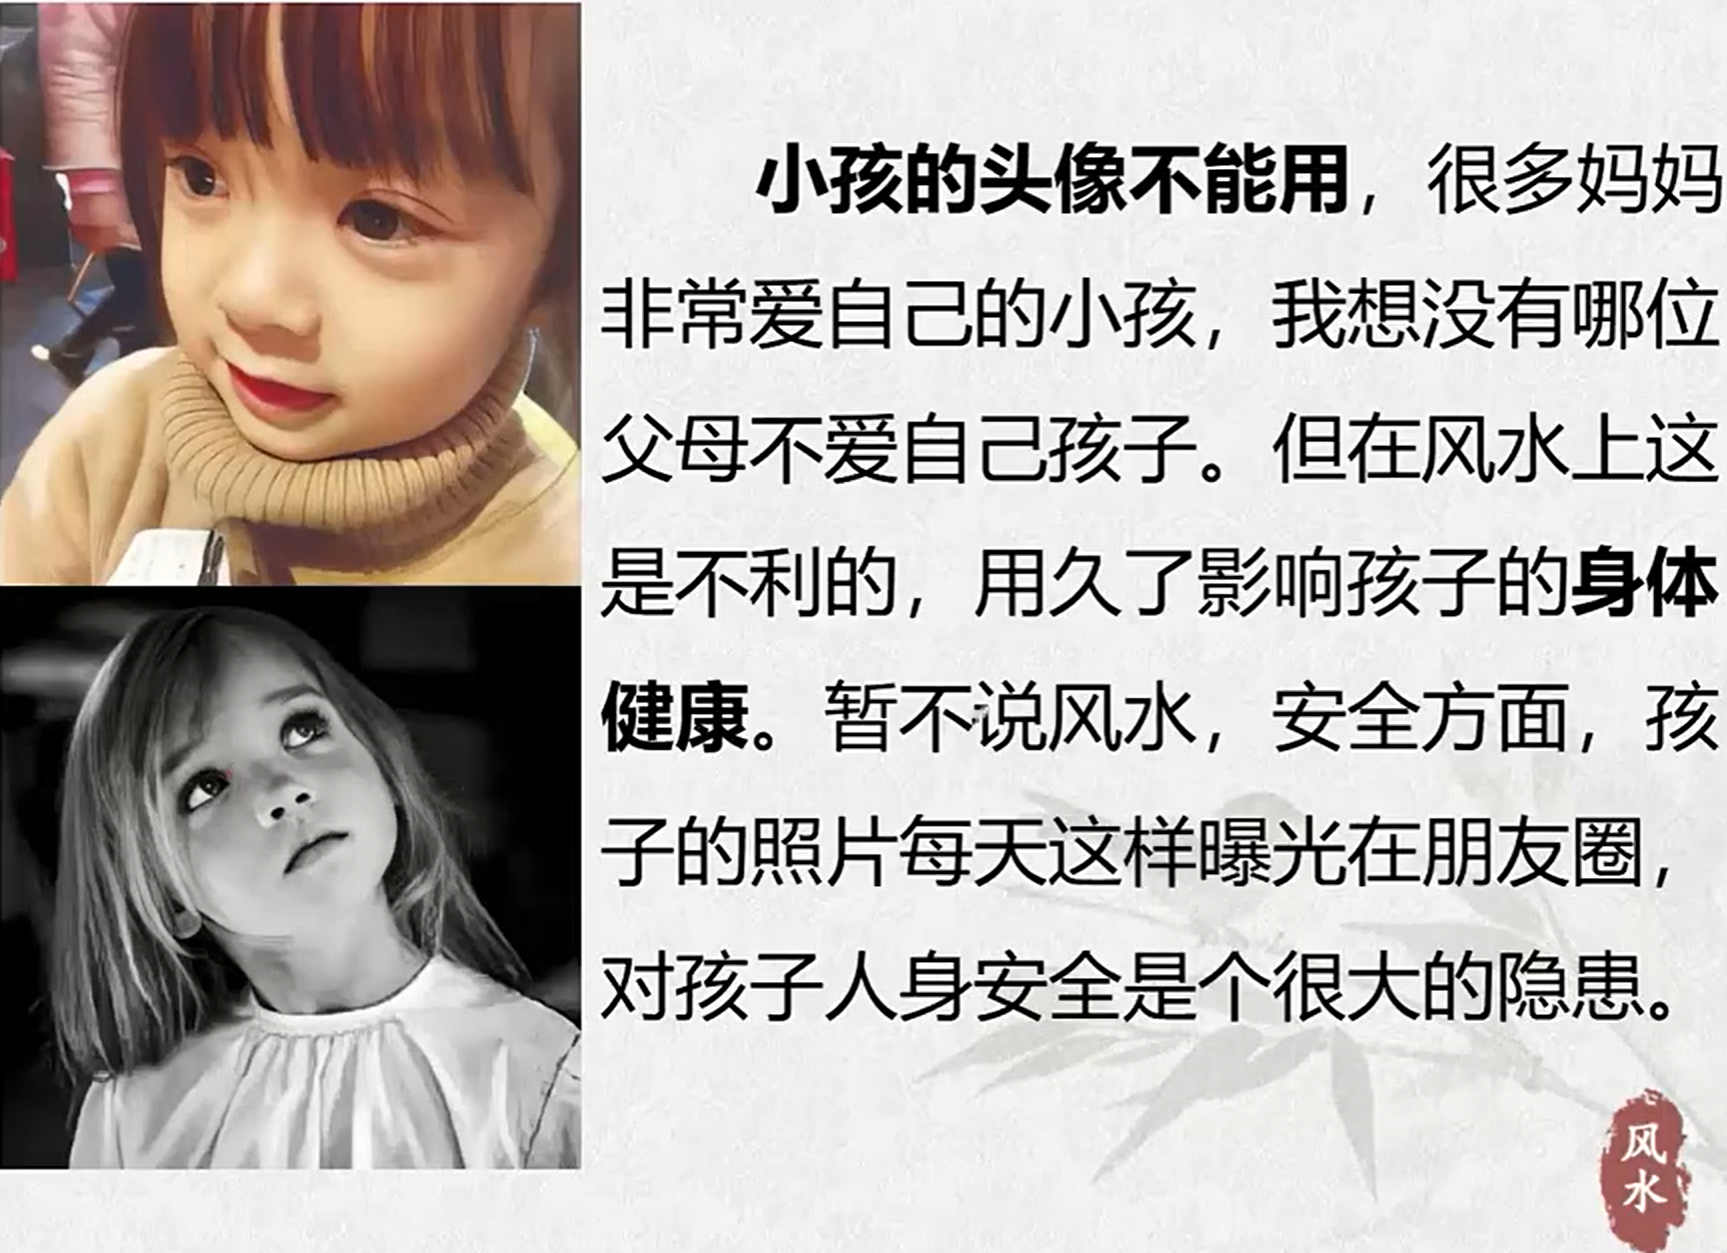 小孩的头像不能用，很多妈妈
非常爱自己的小孩，我想没有哪位
父母不爱自己孩子。但在风水上这
是不利的，用久了影响孩子的身体
健康。暂不说风水，安全方面，孩
子的照片每天这样曝光在朋友圈，
对孩子人身安全是个很大的隐患。
风
水